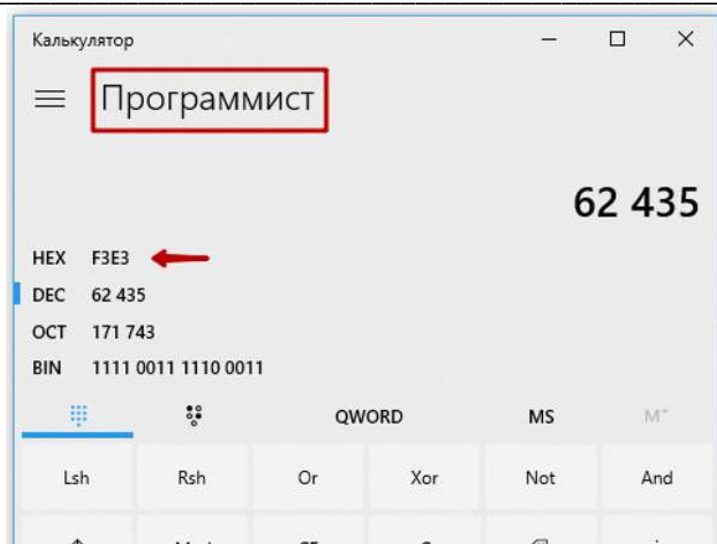 Калькулятор
Программист
62 435
HEX F3E3
DEC 62 435
OCT 171 743
BIN 1111 0011 1110 0011
QWORD MS M˅
Lsh Rsh Or Xor Not And